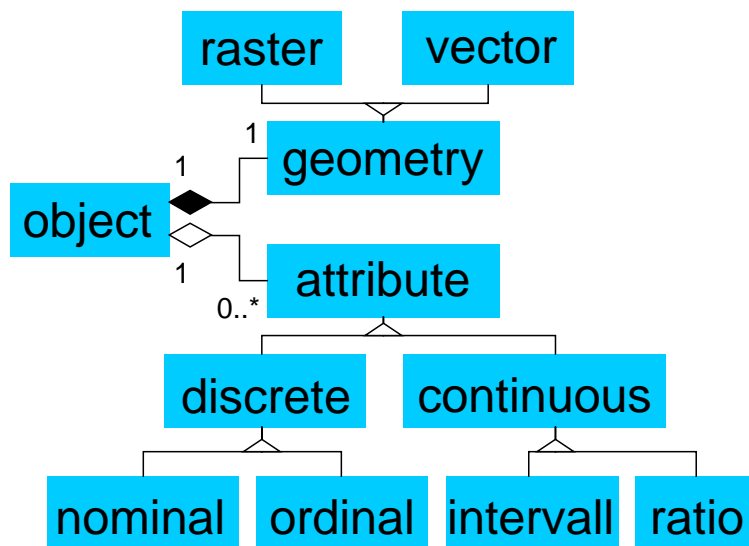 raster
vector
1
geometry
1
object
1
attribute
0..*
discrete
continuous
nominal
ordinal
intervall
ratio